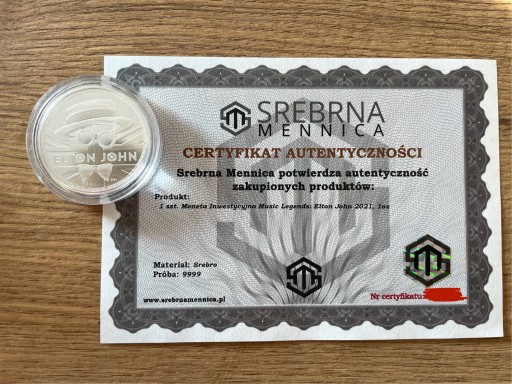 ELTON JOHN
SREBRNA
MENNICA
CERTYFIKAT AUTENTYCZNOŚCI
Srebrna Mennica potwierdza autentyczność
zakupionych produktów:
Produkt:
- 1 szt. Moneta Inwestycyjna Music Legends: Elton John 2021, 1oz
Materiał: Srebro
Próba: 9999
www.srebrnamennica.pl
Nr certyfikatu: